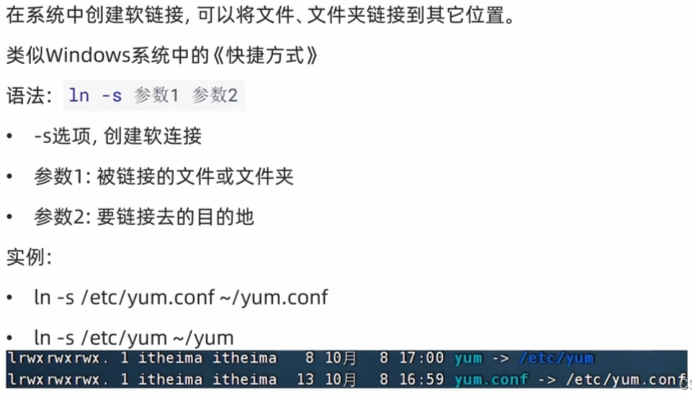 在系统中创建软链接，可以将文件、文件夹链接到其它位置。
类似Windows系统中的《快捷方式》
语法：ln -s 参数1 参数2
• -s选项，创建软连接
• 参数1：被链接的文件或文件夹
• 参数2：要链接去的目的地
实例：
• ln -s /etc/yum.conf ~/yum.conf
• ln -s /etc/yum ~/yum
lrwxrwxrwx. 1 itheima itheima 8 10月 8 17:00 yum -> /etc/yum
lrwxrwxrwx. 1 itheima itheima 13 10月 8 16:59 yum.conf -> /etc/yum.conf